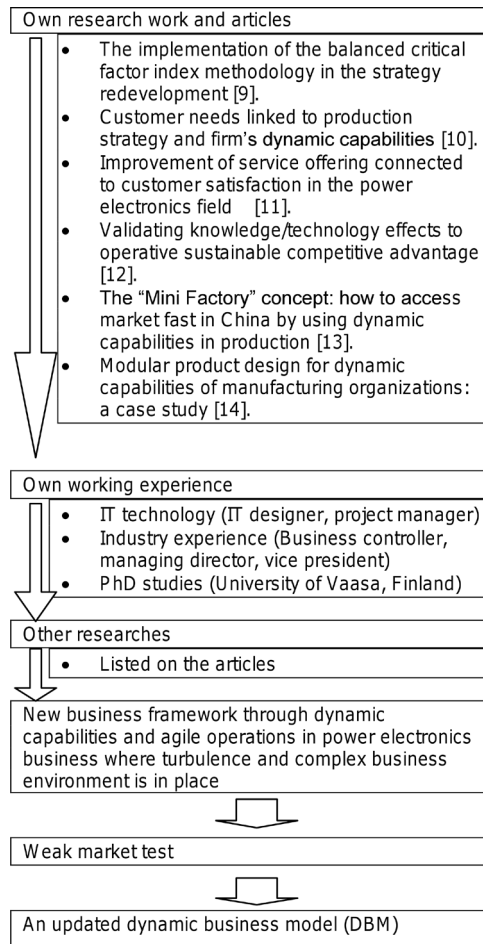 Own research work and articles
• The implementation of the balanced critical
factor index methodology in the strategy
redevelopment [9].
• Customer needs linked to production
strategy and firm's dynamic capabilities [10].
• Improvement of service offering connected
to customer satisfaction in the power
electronics field [11].
• Validating knowledge/technology effects to
operative sustainable competitive advantage
[12].
• The “Mini Factory” concept: how to access
market fast in China by using dynamic
capabilities in production [13].
• Modular product design for dynamic
capabilities of manufacturing organizations:
a case study [14].
Own working experience
• IT technology (IT designer, project manager)
• Industry experience (Business controller,
managing director, vice president)
• PhD studies (University of Vaasa, Finland)
Other researches
• Listed on the articles
New business framework through dynamic
capabilities and agile operations in power electronics
business where turbulence and complex business
environment is in place
Weak market test
An updated dynamic business model (DBM)